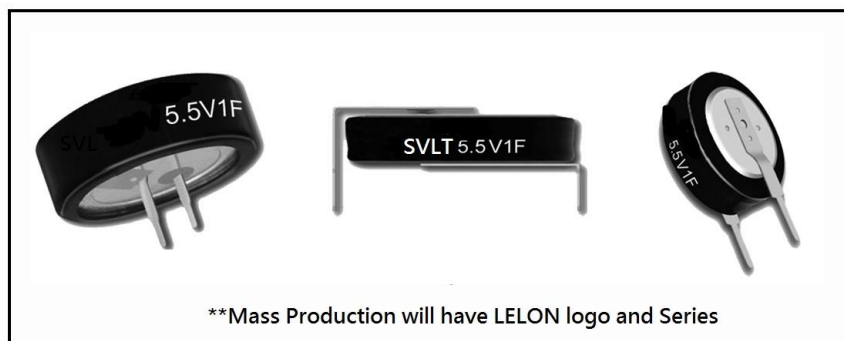 5.5V1F
SVL
SVLT 5.5V1F
5.5V1F
**Mass Production will have LELON logo and Series